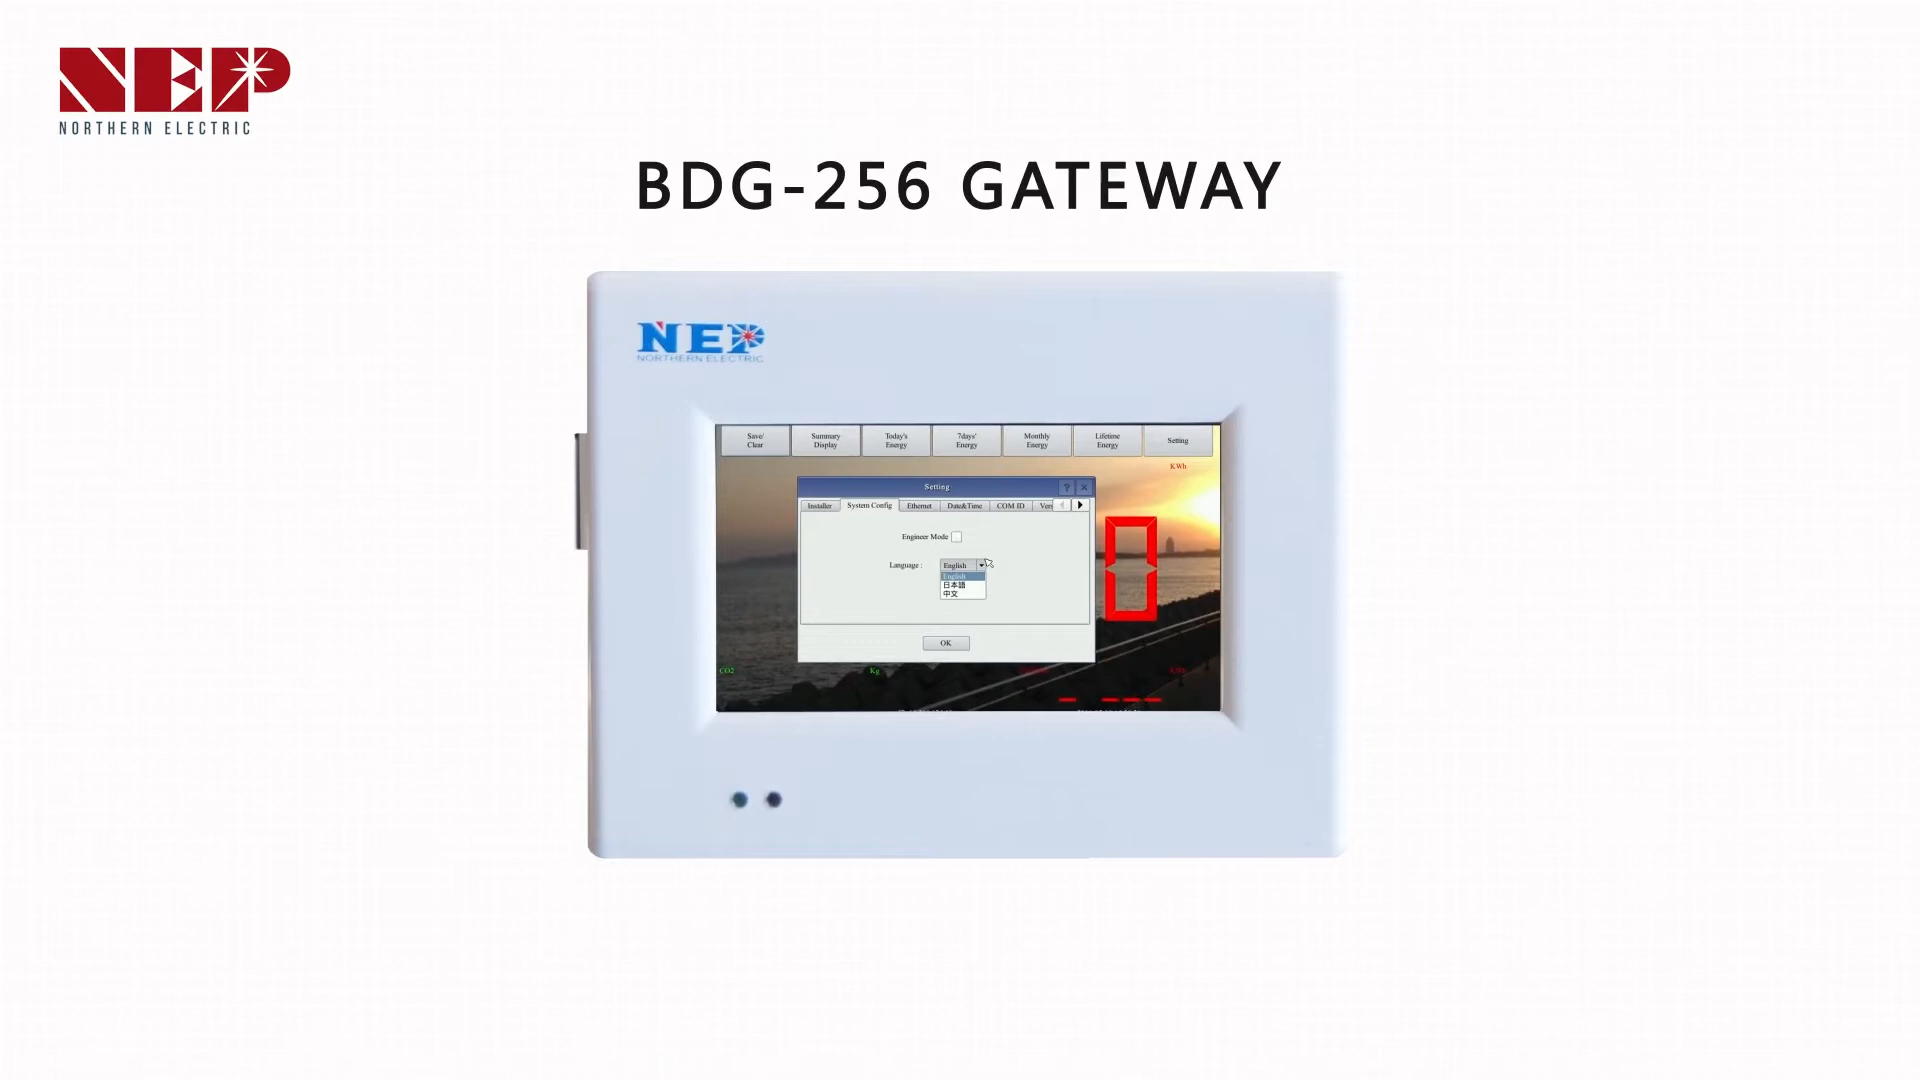 NEP
NORTHERN ELECTRIC
BDG-256 GATEWAY
NEP
NORTHERN ELECTRIC
Save/
Clear
Summary
Display
Today's
Energy
7days'
Energy
Monthly
Energy
Lifetime
Energy
Setting
KWh
Setting
? ×
Installer System Config Ethernet Date&Time COM ID
Engineer Mode
Language : English
English
日本語
中文
OK
0
CO2 Kg